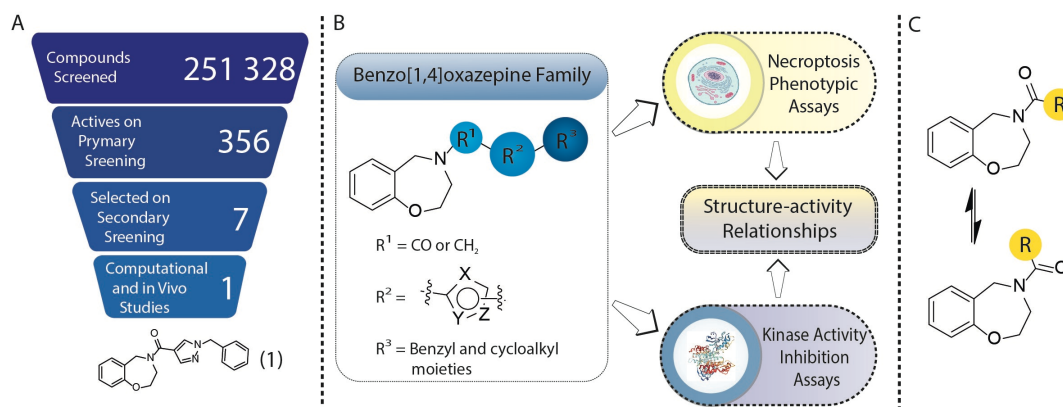 A
Compounds
Screened
251 328
Actives on
Prymary
Sreening
356
Selected on
Secondary
Screening
7
Computational
and in Vivo
Studies
1
O
N
N
N
O
(1)
B
Benzo[1,4]oxazepine Family
R¹
R²
R³
N
O
R¹ = CO or CH₂
R² =
X
Y
Z
R³ = Benzyl and cycloalkyl
moieties
Necroptosis
Phenotypic
Assays
Structure-activity
Relationships
Kinase Activity
Inhibition
Assays
C
O
N
R
O
R
N
O
O